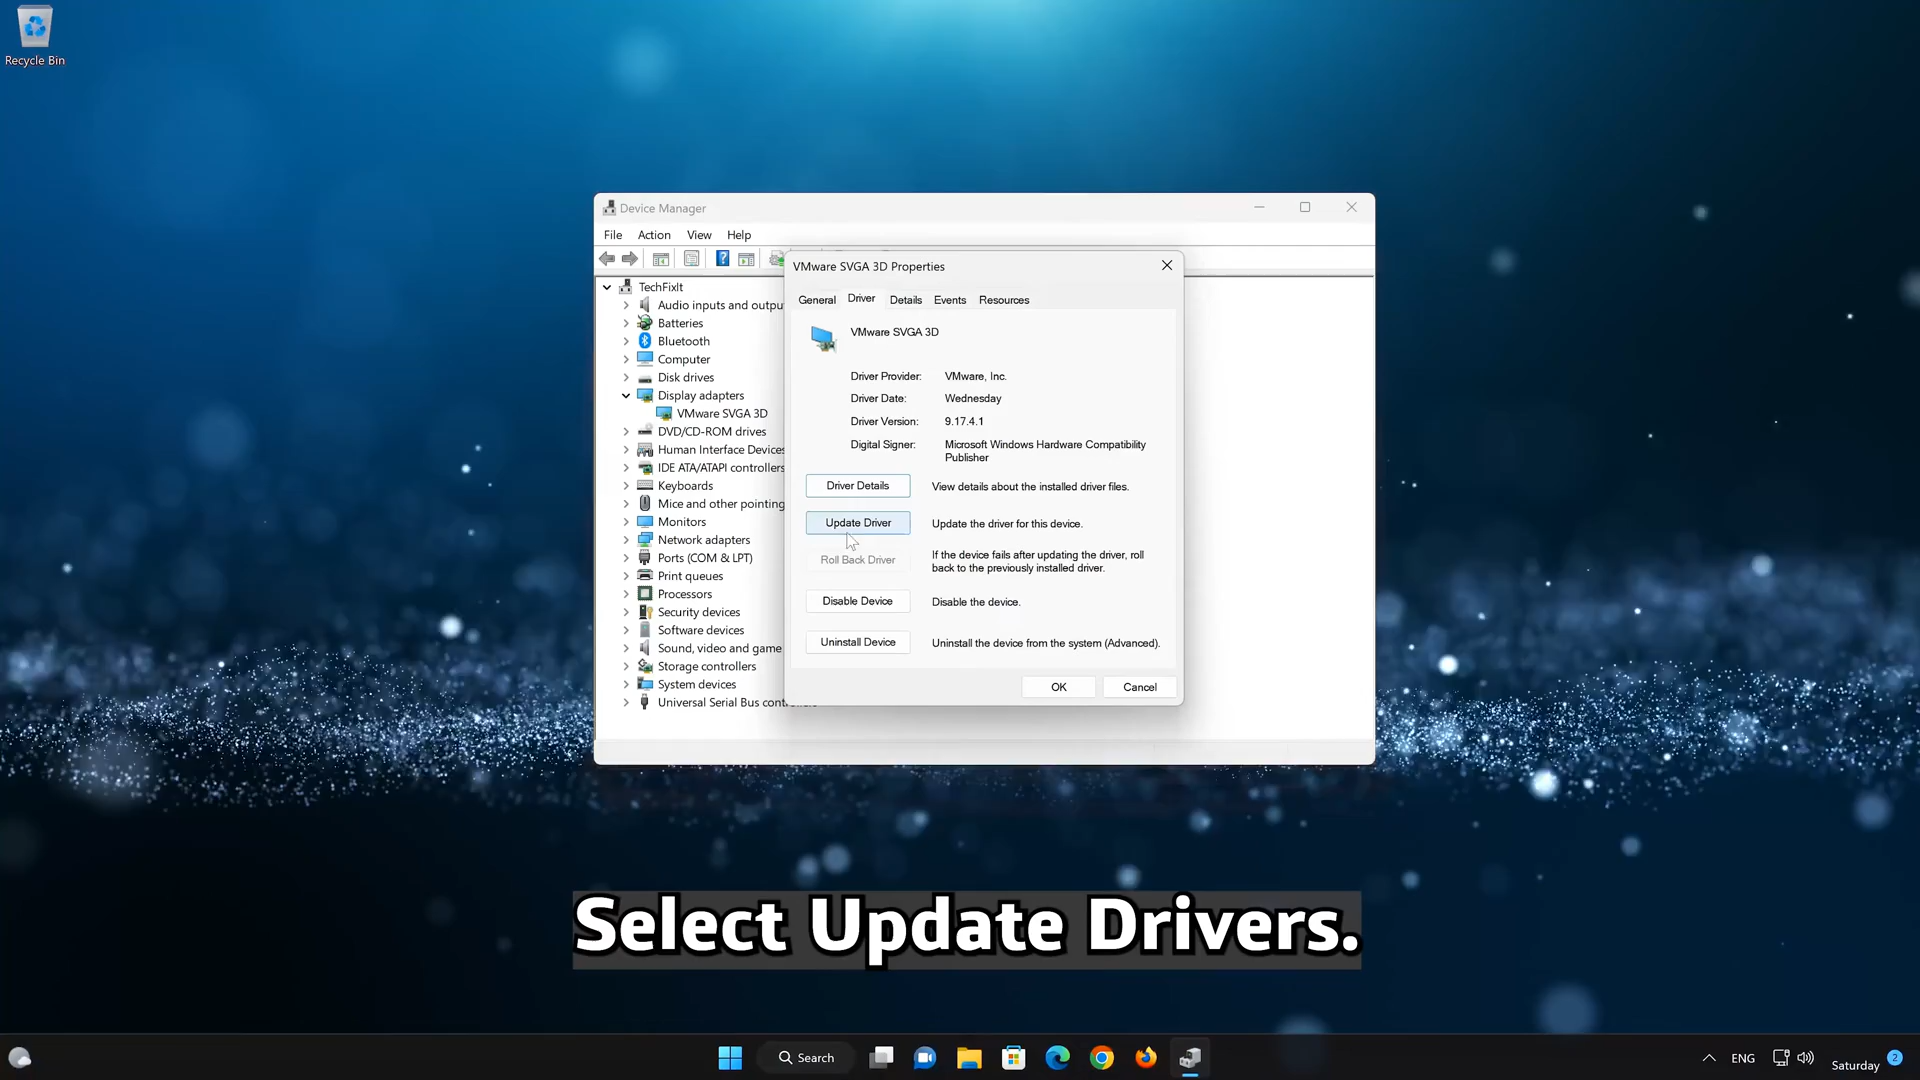 Recycle Bin
Device Manager
File Action View Help
VMware SVGA 3D Properties
General Driver Details Events Resources
TechFixIt
Audio inputs and outpu
Batteries
Bluetooth
Computer
Disk drives
Display adapters
VMware SVGA 3D
DVD/CD-ROM drives
Human Interface Devices
IDE ATA/ATAPI controllers
Keyboards
Mice and other pointing
Monitors
Network adapters
Ports (COM & LPT)
Print queues
Processors
Security devices
Software devices
Sound, video and game
Storage controllers
System devices
Universal Serial Bus cont
VMware SVGA 3D
Driver Provider: VMware, Inc.
Driver Date: Wednesday
Driver Version: 9.17.4.1
Digital Signer: Microsoft Windows Hardware Compatibility
Publisher
Driver Details View details about the installed driver files.
Update Driver Update the driver for this device.
Roll Back Driver If the device fails after updating the driver, roll
back to the previously installed driver.
Disable Device Disable the device.
Uninstall Device Uninstall the device from the system (Advanced).
OK Cancel
Select Update Drivers.
Search
ENG
Saturday 2